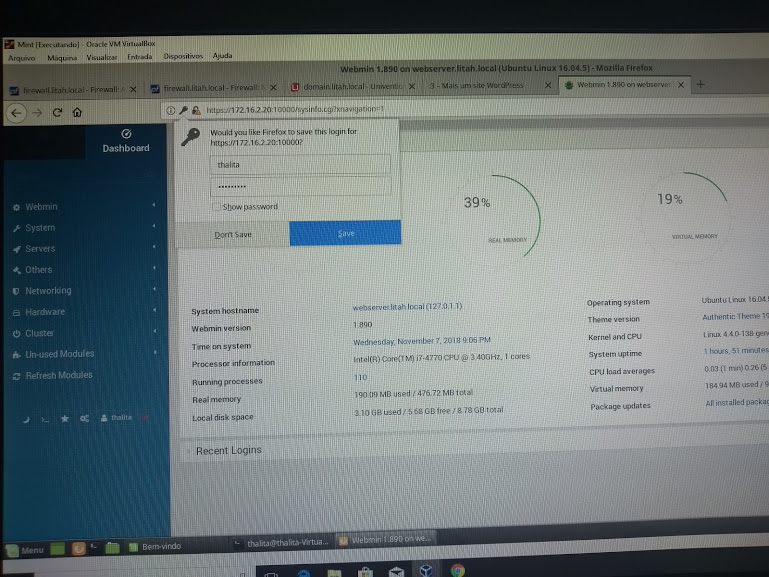 Mint [Executando] - Oracle VM VirtualBox
Arquivo Máquina Visualizar Entrada Dispositivos Ajuda
Webmin 1.890 on webserver.litah.local (Ubuntu Linux 16.04.5) - Mozilla Firefox
firewall.litah.local - Firewall: firewall.litah.local - Firewall: domain.litah.local - Univentio 3 – Mais um site WordPress Webmin 1.890 on webserver
https://172.16.2.20:10000/sysinfo.cgi?xnavigation=1
Dashboard
Would you like Firefox to save this login for
https://172.16.2.20:10000?
thalita
•••••••••
Show password
Don't Save Save
39%
REAL MEMORY
19%
VIRTUAL MEMORY
Webmin
System
Servers
Others
Networking
Hardware
Cluster
Un-used Modules
Refresh Modules
thalita
System hostname webserver.litah.local (127.0.1.1)
Webmin version 1.890
Time on system Wednesday, November 7, 2018 9:06 PM
Processor information Intel(R) Core(TM) i7-4770 CPU @ 3.40GHz, 1 cores
Running processes 110
Real memory 190.09 MB used / 476.72 MB total
Local disk space 3.10 GB used / 5.68 GB free / 8.78 GB total
Operating system Ubuntu Linux 16.04.5
Theme version Authentic Theme 19
Kernel and CPU Linux 4.4.0-138-gene
System uptime 1 hours, 51 minutes
CPU load averages 0.03 (1 min) 0.26 (5
Virtual memory 184.94 MB used / 9
Package updates All installed packag
Recent Logins
Menu Bem-vindo thalita@thalita-Virtua... Webmin 1.890 on we...